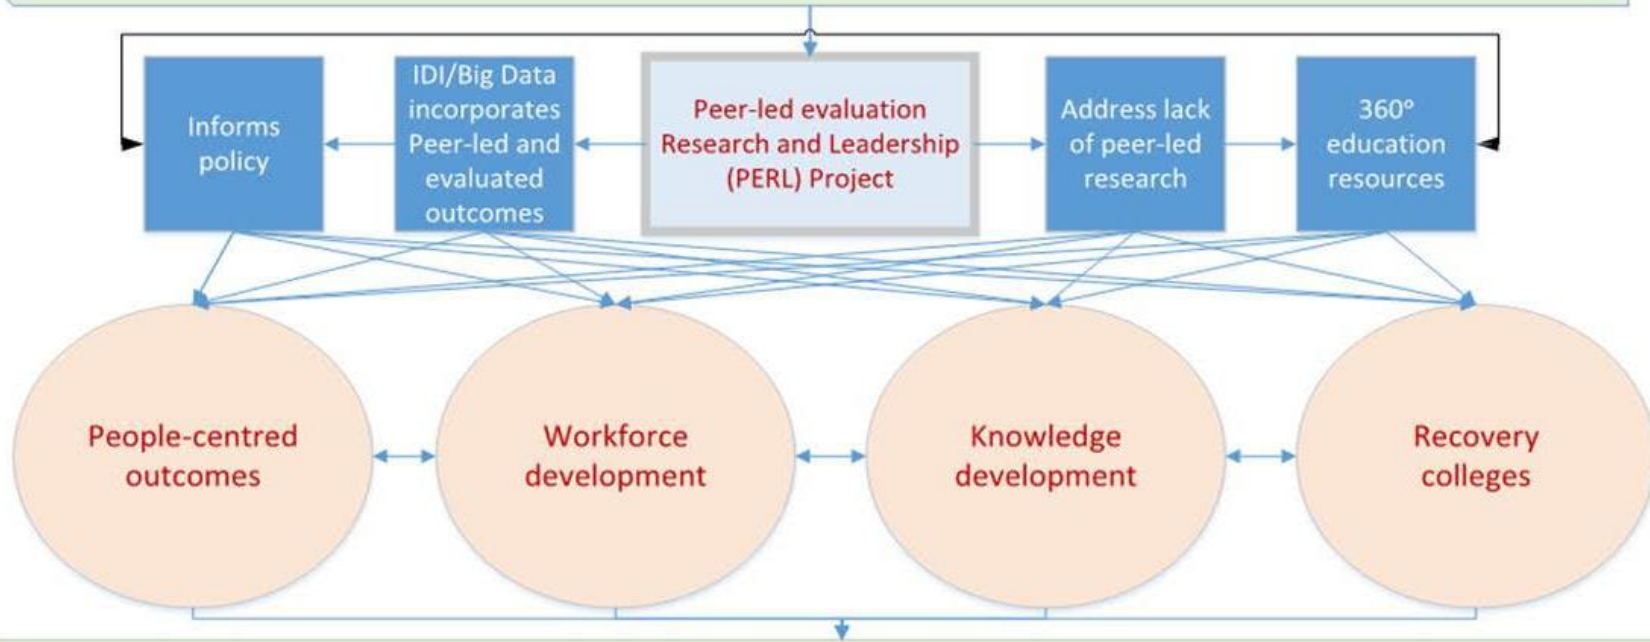 Informs
policy
IDI/Big Data
incorporates
Peer-led and
evaluated
outcomes
Peer-led evaluation
Research and Leadership
(PERL) Project
Address lack
of peer-led
research
360°
education
resources
People-centred
outcomes
Workforce
development
Knowledge
development
Recovery
colleges